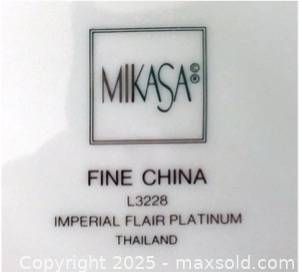 MIKASA©®
FINE CHINA
L3228
IMPERIAL FLAIR PLATINUM
THAILAND
© Copyright 2025 - maxsold.com